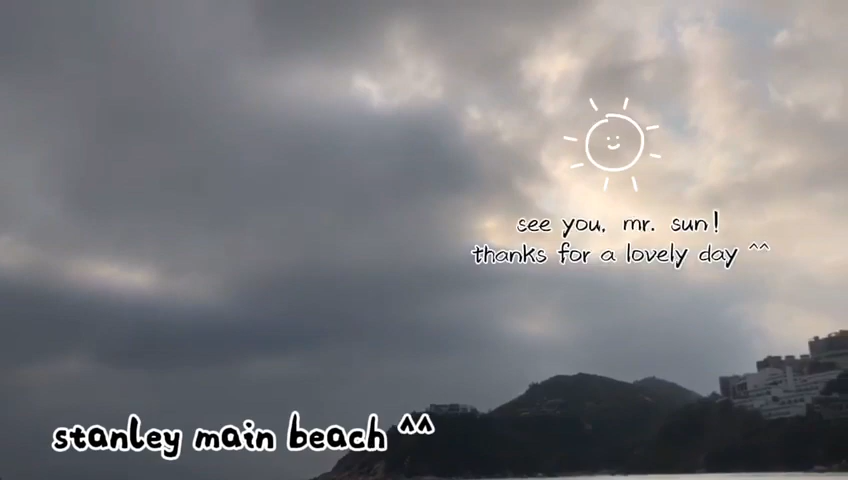 see you, mr. sun!
thanks for a lovely day ^^
stanley main beach ^^